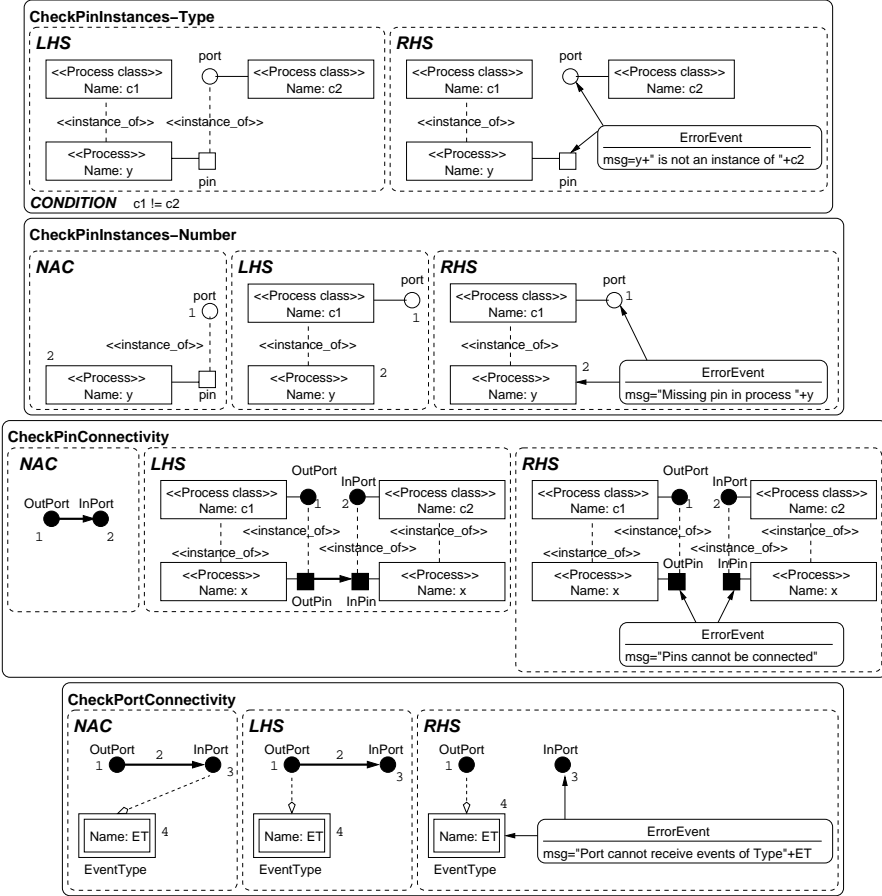 CheckPinInstances-Type
LHS
port
<<Process class>>
Name: c1
<<Process class>>
Name: c2
<<instance_of>>
<<instance_of>>
<<Process>>
Name: y
pin
RHS
port
<<Process class>>
Name: c1
<<Process class>>
Name: c2
<<instance_of>>
<<Process>>
Name: y
pin
ErrorEvent
msg=y+" is not an instance of "+c2
CONDITION c1 != c2
CheckPinInstances-Number
NAC
port
1
<<instance_of>>
2
<<Process>>
Name: y
pin
LHS
port
<<Process class>>
Name: c1
1
<<instance_of>>
<<Process>>
Name: y
2
RHS
port
<<Process class>>
Name: c1
1
<<instance_of>>
2
<<Process>>
Name: y
ErrorEvent
msg="Missing pin in process "+y
CheckPinConnectivity
NAC
OutPort InPort
1 2
LHS
OutPort
InPort
<<Process class>>
Name: c1
1
2
<<Process class>>
Name: c2
<<instance_of>>
<<instance_of>>
<<instance_of>>
<<instance_of>>
<<Process>>
Name: x
OutPin
InPin
<<Process>>
Name: x
RHS
OutPort
InPort
<<Process class>>
Name: c1
1
2
<<Process class>>
Name: c2
<<instance_of>>
<<instance_of>>
<<instance_of>>
<<instance_of>>
<<Process>>
Name: x
OutPin
InPin
<<Process>>
Name: x
ErrorEvent
msg="Pins cannot be connected"
CheckPortConnectivity
NAC
OutPort InPort
1 2 3
Name: ET
4
EventType
LHS
OutPort InPort
1 2 3
Name: ET
4
EventType
RHS
OutPort InPort
1 3
4
Name: ET
EventType
ErrorEvent
msg="Port cannot receive events of Type"+ET